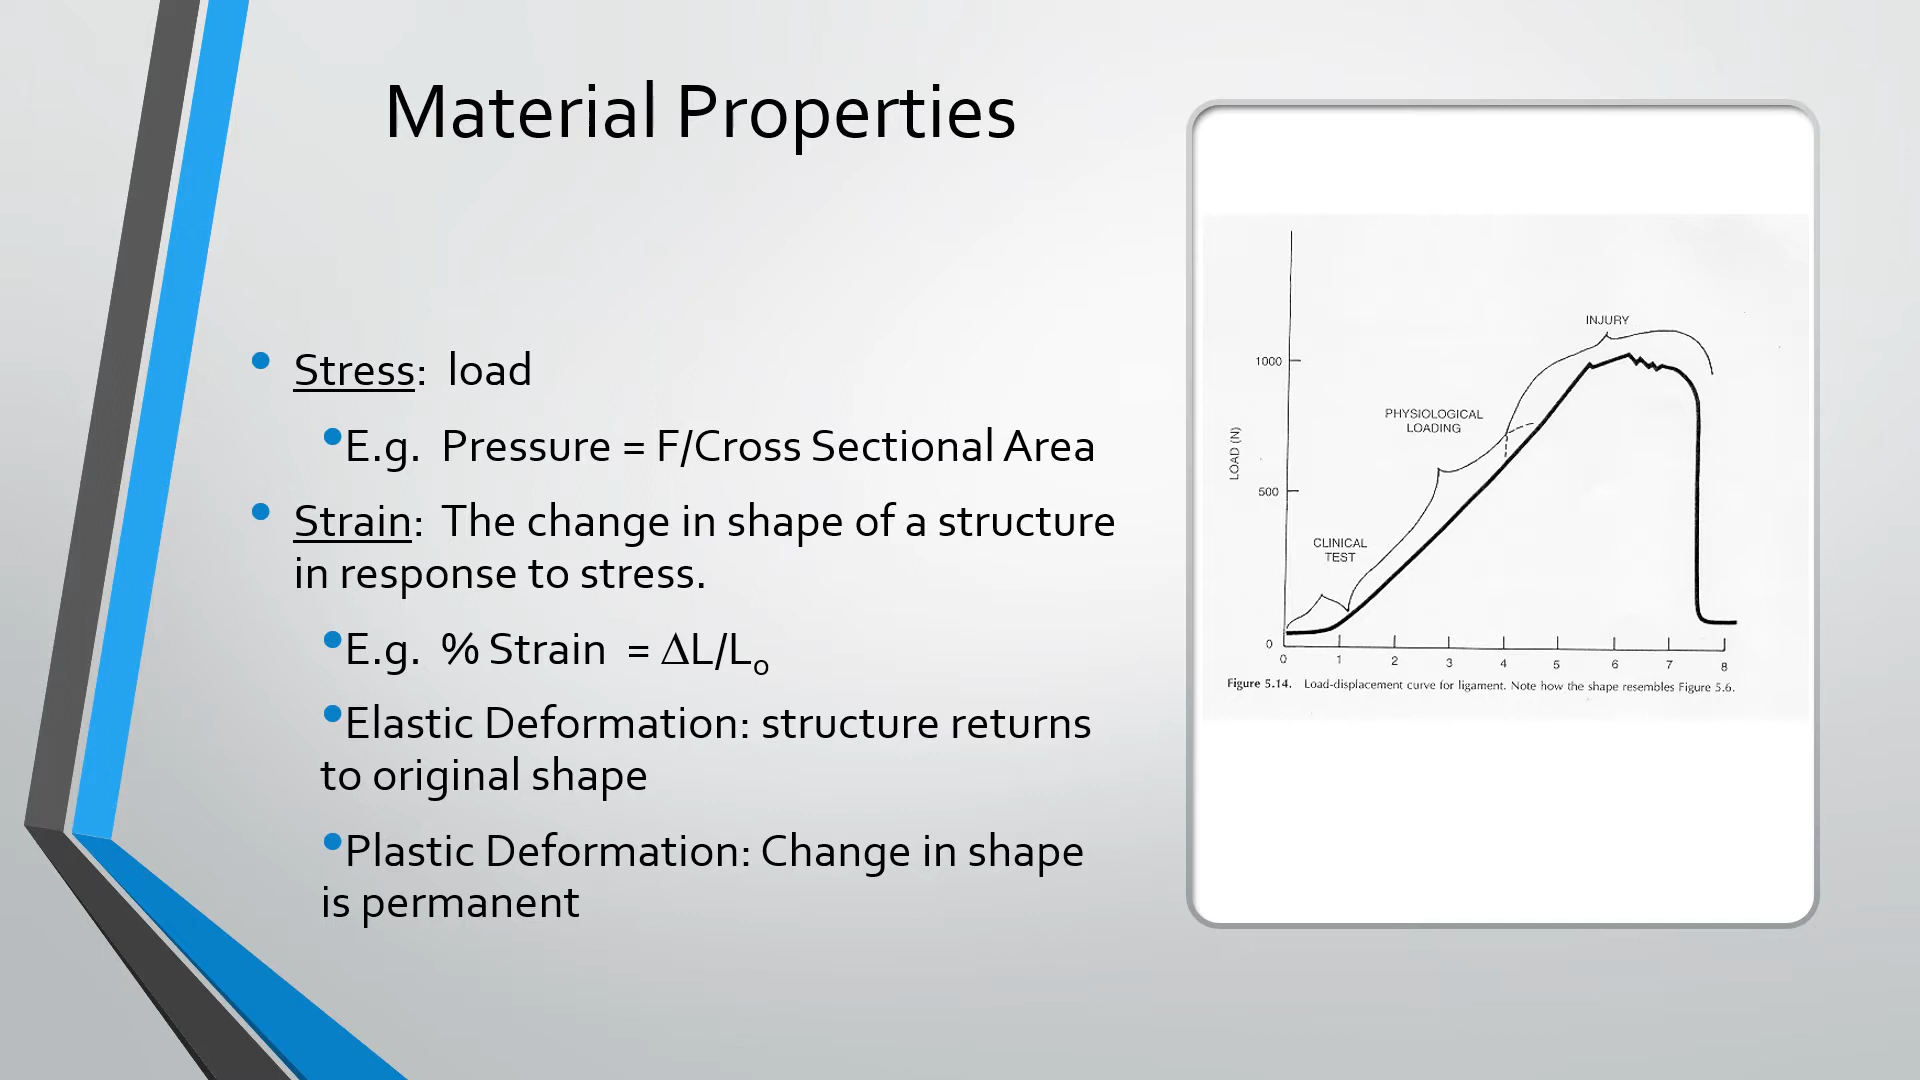 Material Properties
• Stress:  load
•E.g.  Pressure = F/Cross Sectional Area
• Strain:  The change in shape of a structure
in response to stress.
•E.g.  % Strain  = ΔL/L₀
•Elastic Deformation: structure returns
to original shape
•Plastic Deformation: Change in shape
is permanent
INJURY
1000
PHYSIOLOGICAL
LOADING
LOAD (N)
500
CLINICAL
TEST
0
0 1 2 3 4 5 6 7 8
Figure 5.14. Load-displacement curve for ligament. Note how the shape resembles Figure 5.6.